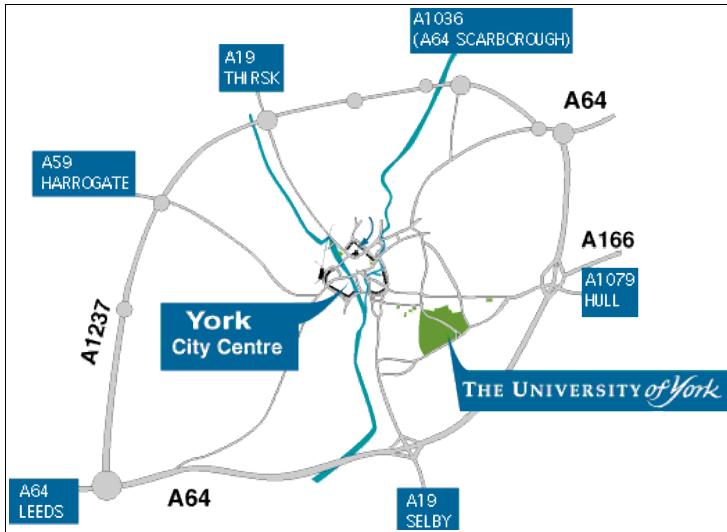 A1036
(A64 SCARBOROUGH)
A19
THIRSK
A64
A59
HARROGATE
A166
A1079
HULL
A1237
York
City Centre
THE UNIVERSITY of York
A64
LEEDS
A64
A19
SELBY